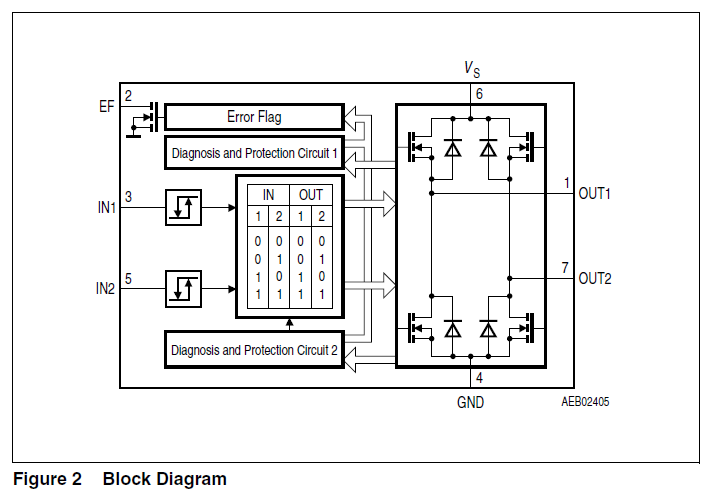 V_S
6
2
EF
Error Flag
Diagnosis and Protection Circuit 1
3
IN1
IN OUT
1 2 1 2
0 0 0 0
0 1 0 1
1 0 1 0
1 1 1 1
1
OUT1
5
IN2
7
OUT2
Diagnosis and Protection Circuit 2
4
GND
AEB02405
Figure 2 Block Diagram